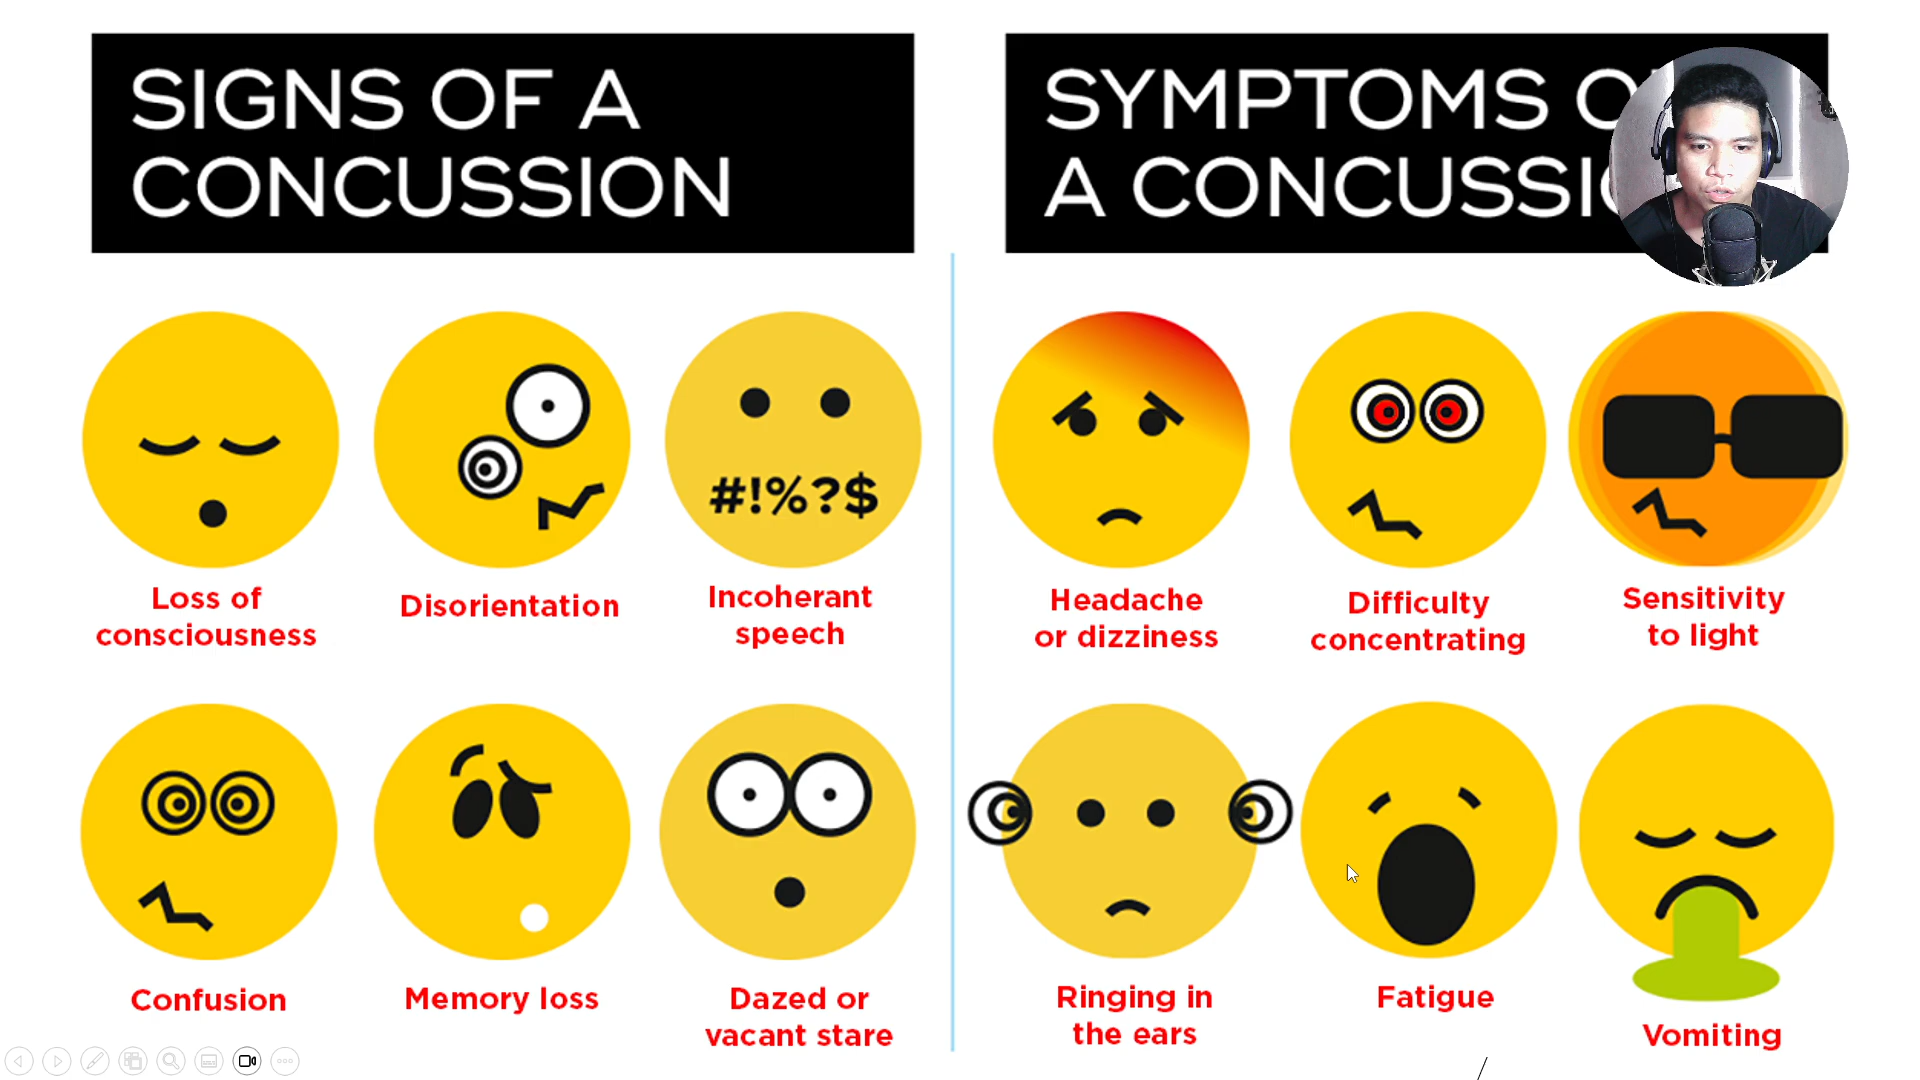 SIGNS OF A
CONCUSSION
SYMPTOMS
A
#!%?$
Loss of
consciousness
Disorientation
Incoherant
speech
Headache
or dizziness
Difficulty
concentrating
Sensitivity
to light
Confusion
Memory loss
Dazed or
vacant stare
Ringing in
the ears
Fatigue
Vomiting